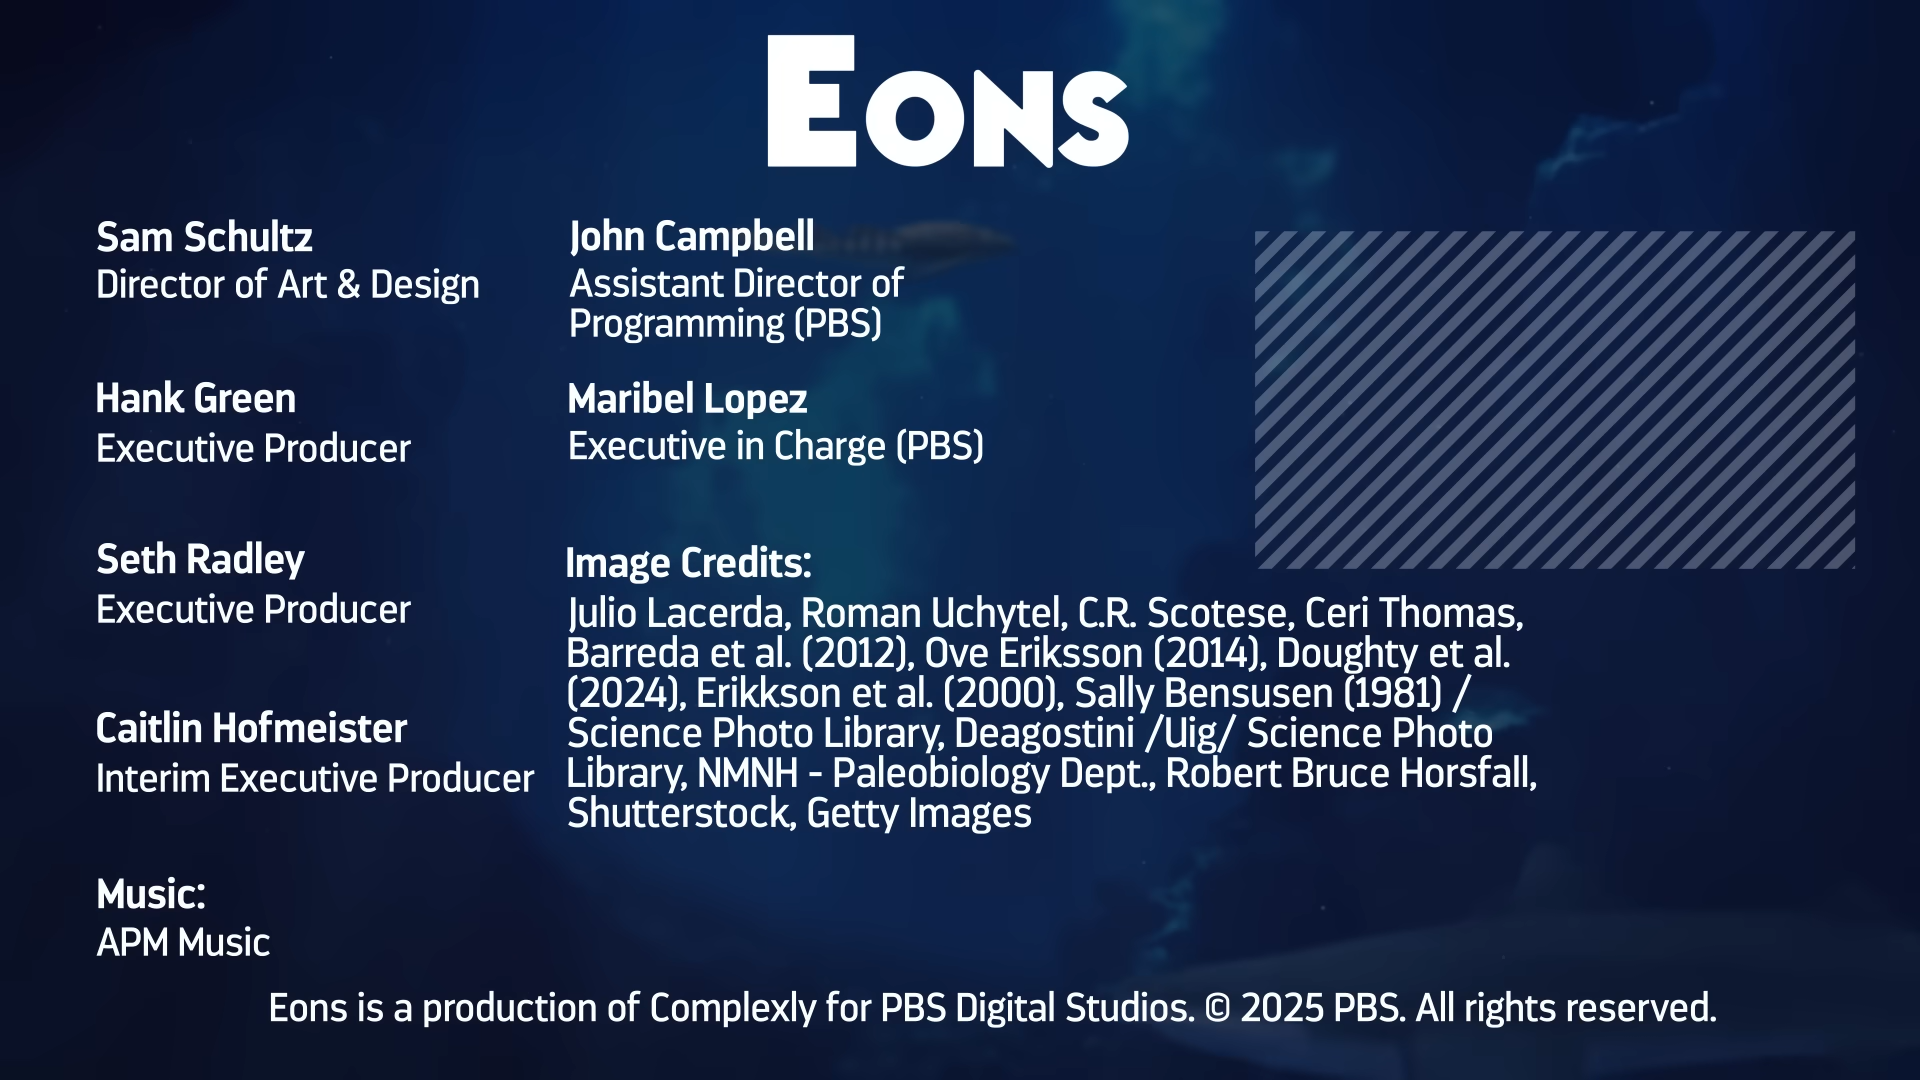 EONS
Sam Schultz
Director of Art & Design
Hank Green
Executive Producer
Seth Radley
Executive Producer
Caitlin Hofmeister
Interim Executive Producer
Music:
APM Music
John Campbell
Assistant Director of
Programming (PBS)
Maribel Lopez
Executive in Charge (PBS)
Image Credits:
Julio Lacerda, Roman Uchytel, C.R. Scotese, Ceri Thomas,
Barreda et al. (2012), Ove Eriksson (2014), Doughty et al.
(2024), Erikkson et al. (2000), Sally Bensusen (1981) /
Science Photo Library, Deagostini /Uig/ Science Photo
Library, NMNH - Paleobiology Dept., Robert Bruce Horsfall,
Shutterstock, Getty Images
Eons is a production of Complexly for PBS Digital Studios. © 2025 PBS. All rights reserved.